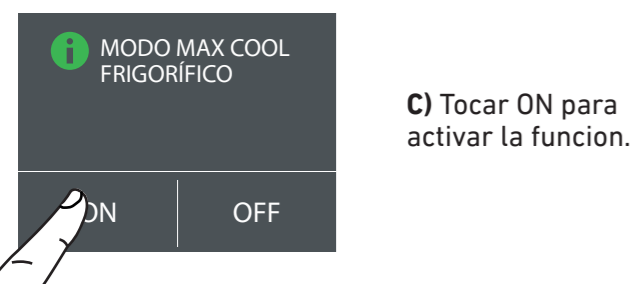 MODO MAX COOL
FRIGORÍFICO
ON
OFF
C) Tocar ON para
activar la funcion.